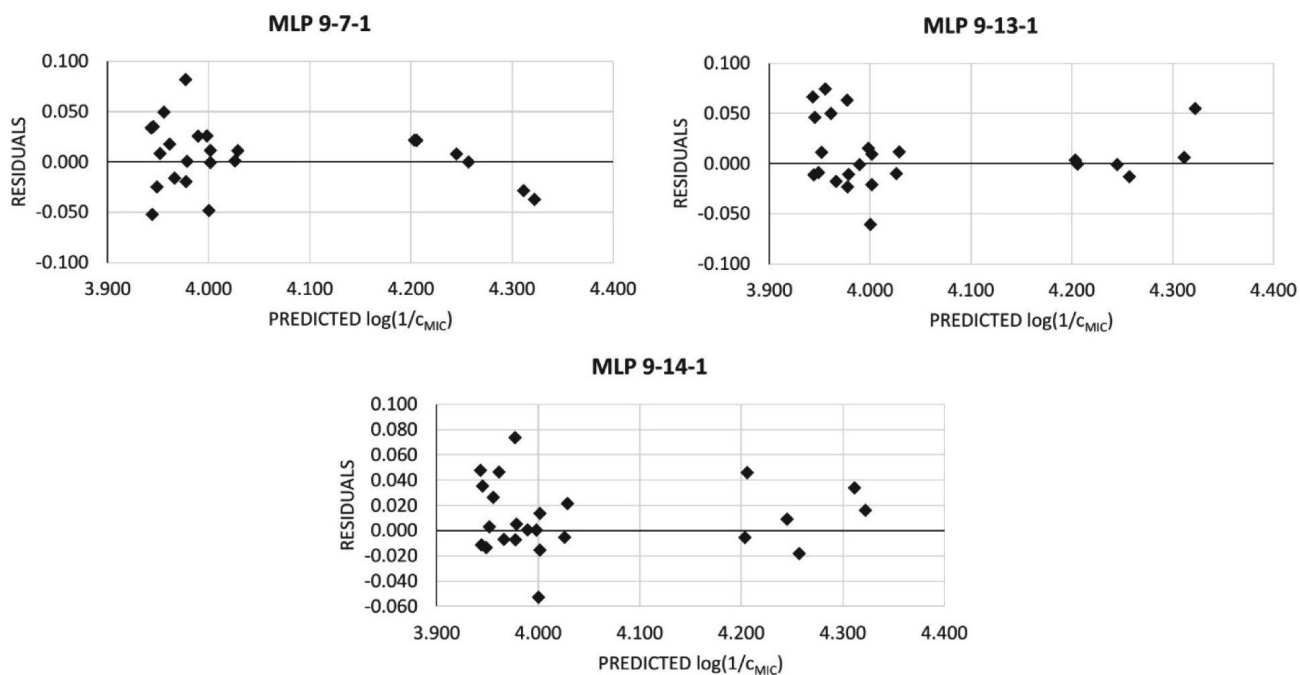 MLP 9-7-1
0.100
0.050
0.000
-0.050
-0.100
RESIDUALS
3.900 4.000 4.100 4.200 4.300 4.400
PREDICTED log(1/cMIC)
MLP 9-13-1
0.100
0.050
0.000
-0.050
-0.100
RESIDUALS
3.900 4.000 4.100 4.200 4.300 4.400
PREDICTED log(1/cMIC)
MLP 9-14-1
0.100
0.080
0.060
0.040
0.020
0.000
-0.020
-0.040
-0.060
RESIDUALS
3.900 4.000 4.100 4.200 4.300 4.400
PREDICTED log(1/cMIC)